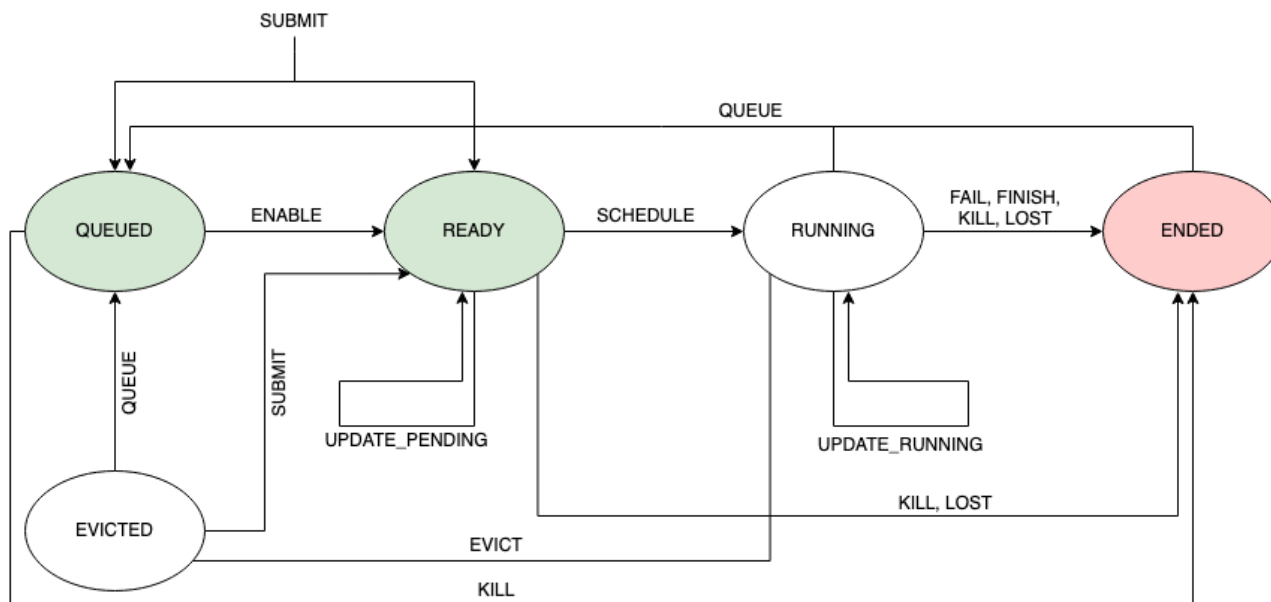 SUBMIT
QUEUE
QUEUED
ENABLE
READY
SCHEDULE
RUNNING
FAIL, FINISH,
KILL, LOST
ENDED
QUEUE
SUBMIT
UPDATE_PENDING
UPDATE_RUNNING
EVICTED
KILL, LOST
EVICT
KILL